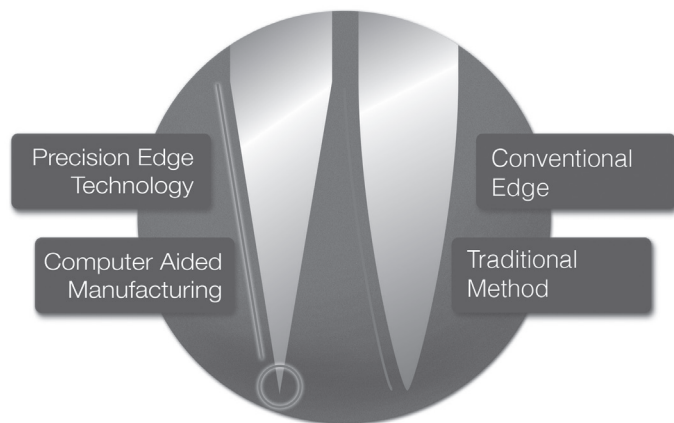 Precision Edge
Technology
Computer Aided
Manufacturing
Conventional
Edge
Traditional
Method